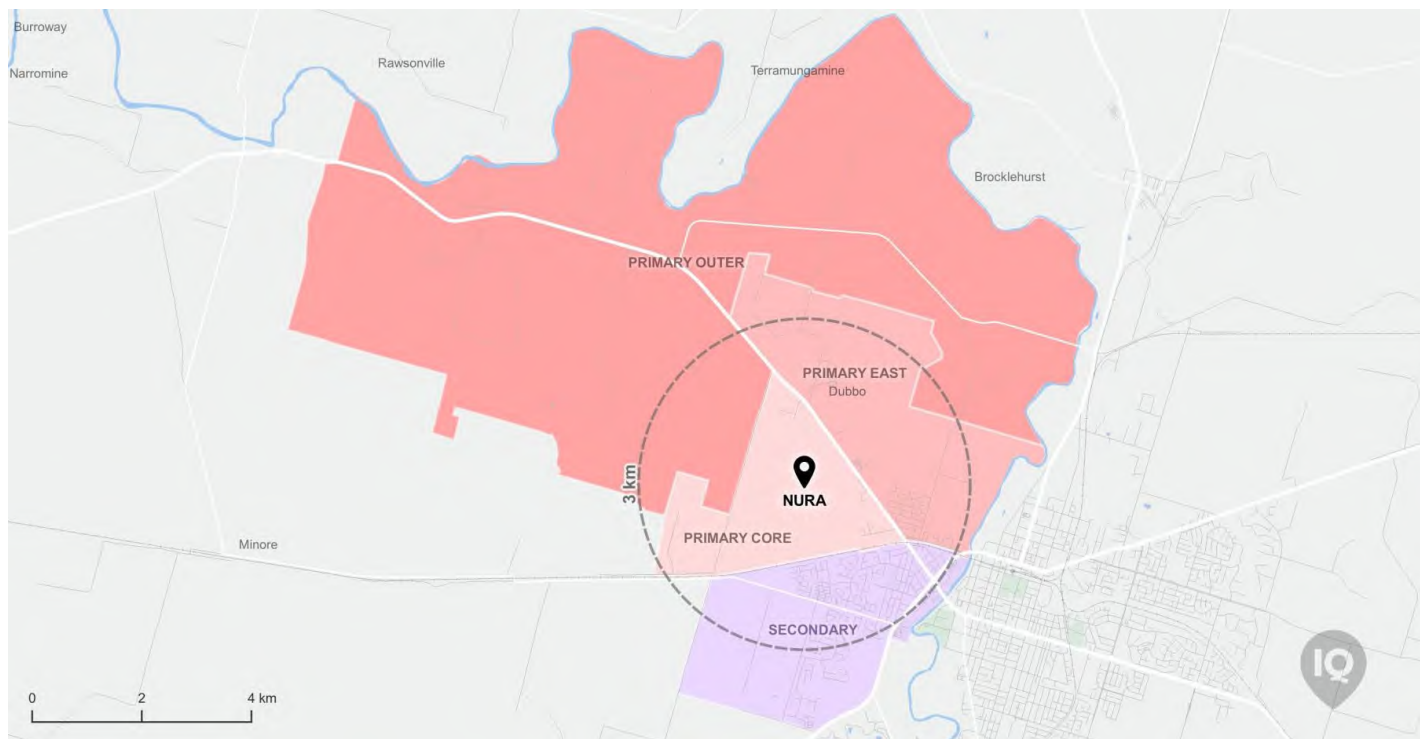 Burroway
Rawsonville
Narromine
Terramungamine
Brocklehurst
PRIMARY OUTER
PRIMARY EAST
Dubbo
3 km
NURA
PRIMARY CORE
Minore
SECONDARY
IQ
0 2 4 km